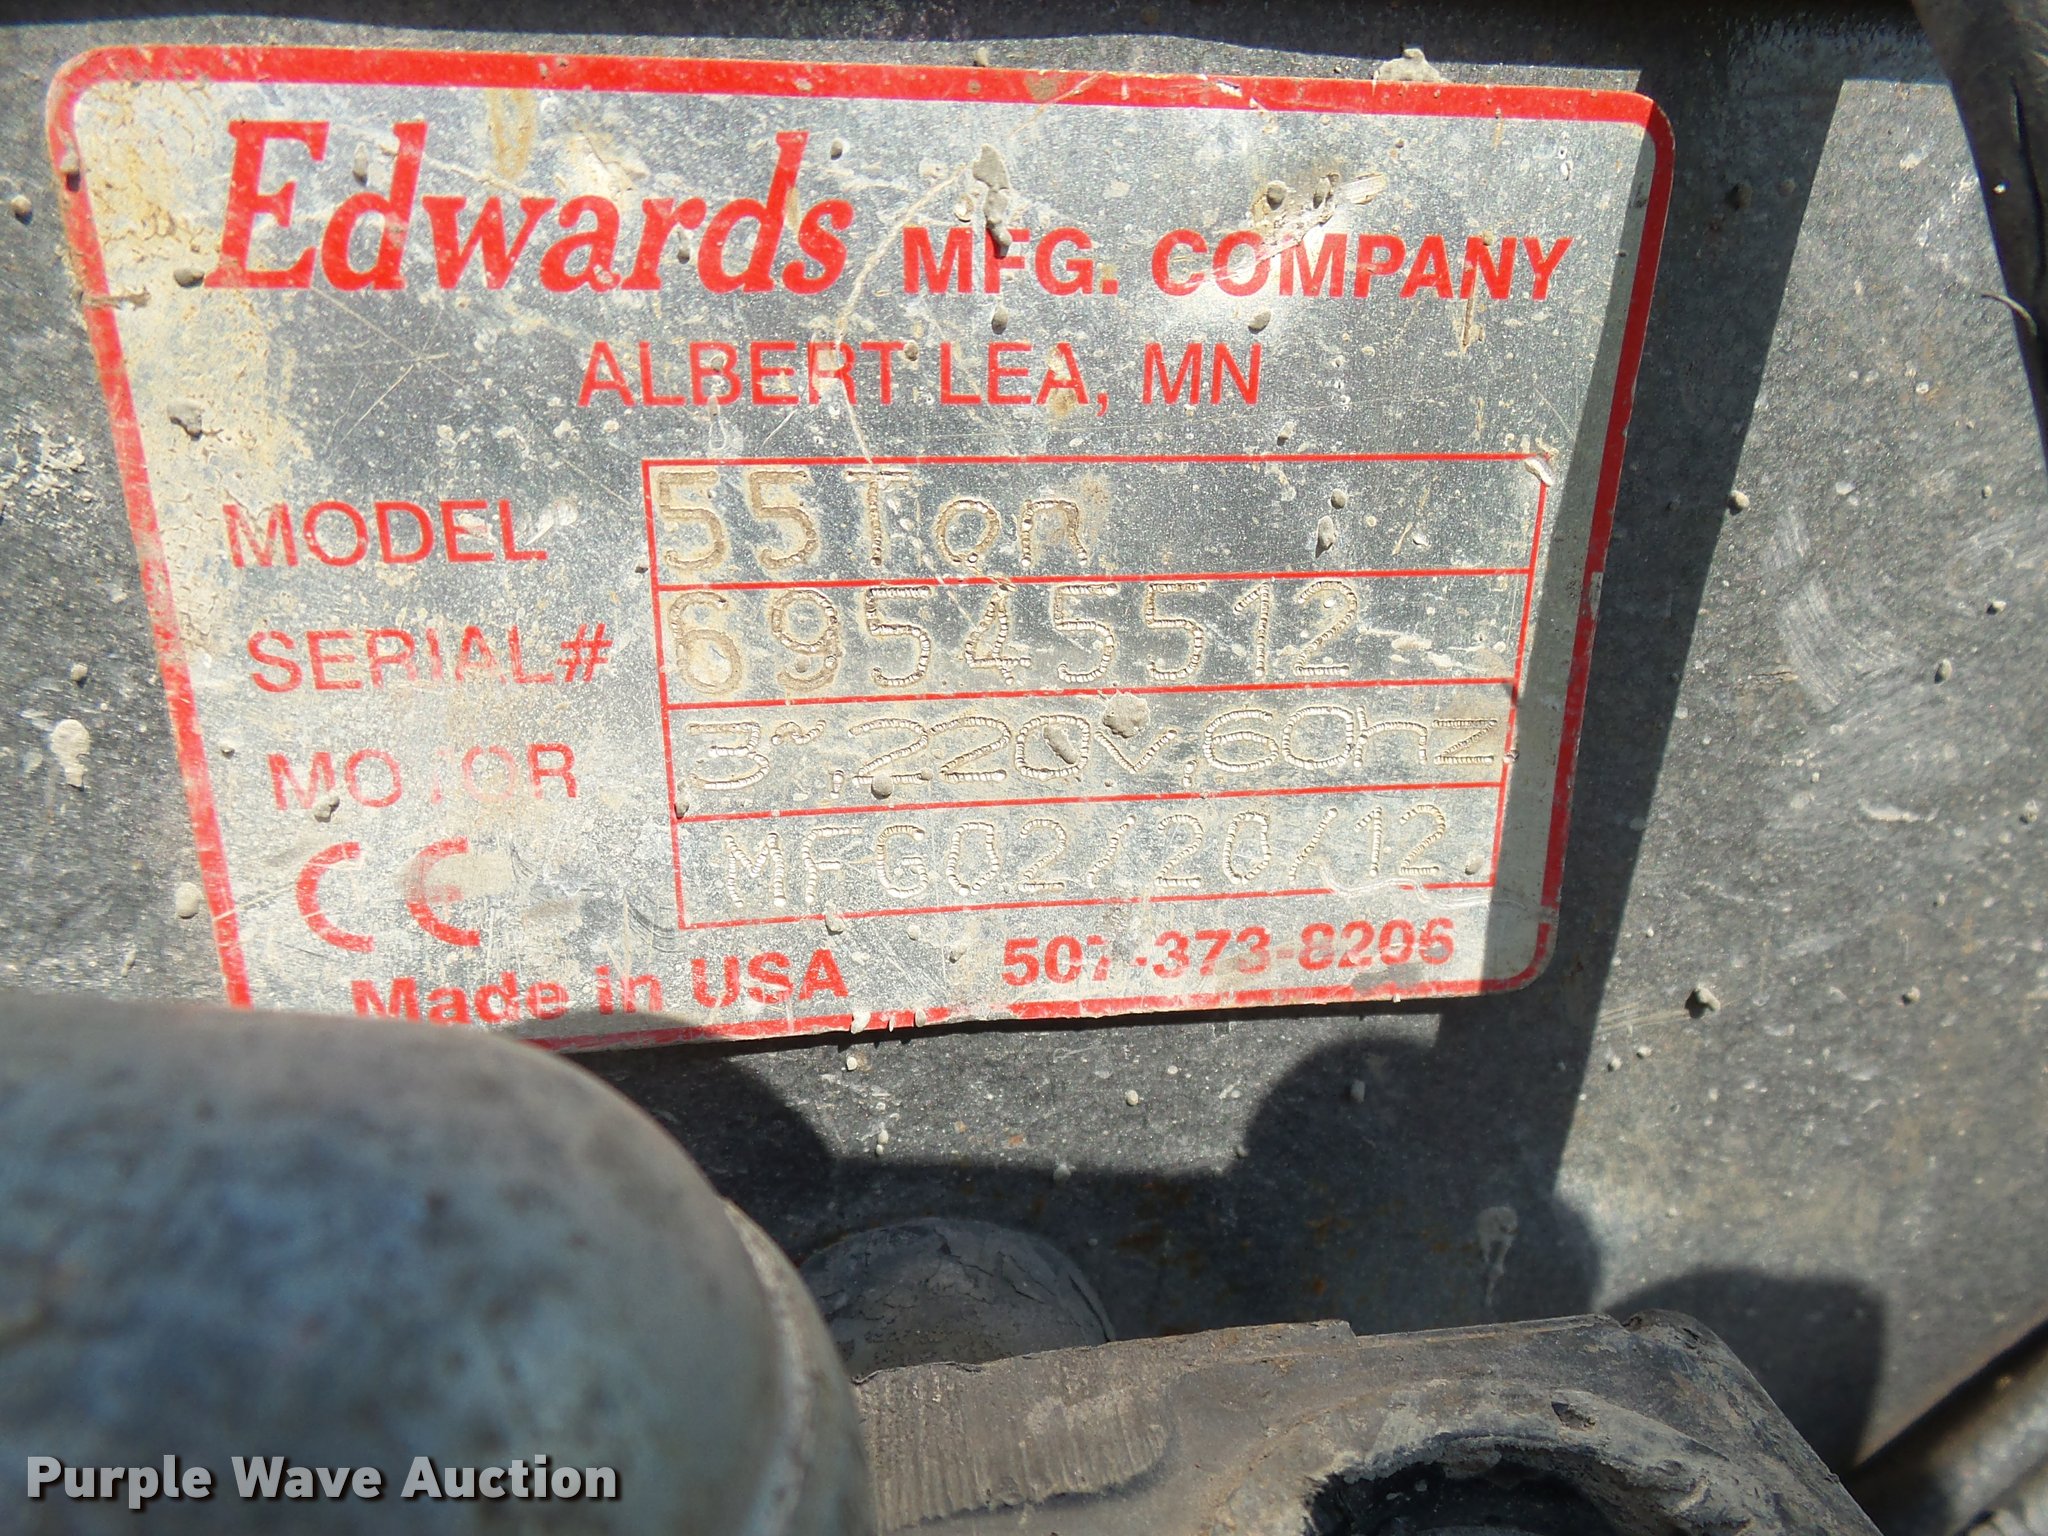 Edwards MFG. COMPANY
ALBERT LEA, MN
MODEL 55Ton
SERIAL# 69545512
MOTOR 3~,220v,60hz
MFG02/20/12
CE
Made in USA 507-373-8206
Purple Wave Auction